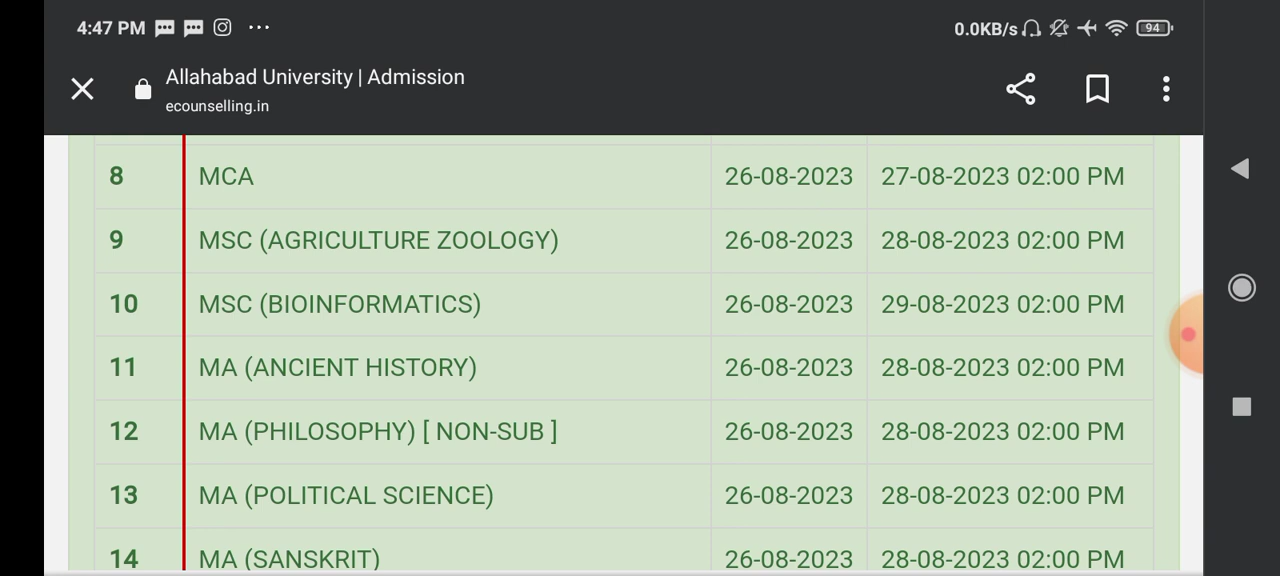 4:47 PM ... 0.0KB/s 94
Allahabad University | Admission
ecounselling.in
8 MCA 26-08-2023 27-08-2023 02:00 PM
9 MSC (AGRICULTURE ZOOLOGY) 26-08-2023 28-08-2023 02:00 PM
10 MSC (BIOINFORMATICS) 26-08-2023 29-08-2023 02:00 PM
11 MA (ANCIENT HISTORY) 26-08-2023 28-08-2023 02:00 PM
12 MA (PHILOSOPHY) [ NON-SUB ] 26-08-2023 28-08-2023 02:00 PM
13 MA (POLITICAL SCIENCE) 26-08-2023 28-08-2023 02:00 PM
14 MA (SANSKRIT) 26-08-2023 28-08-2023 02:00 PM